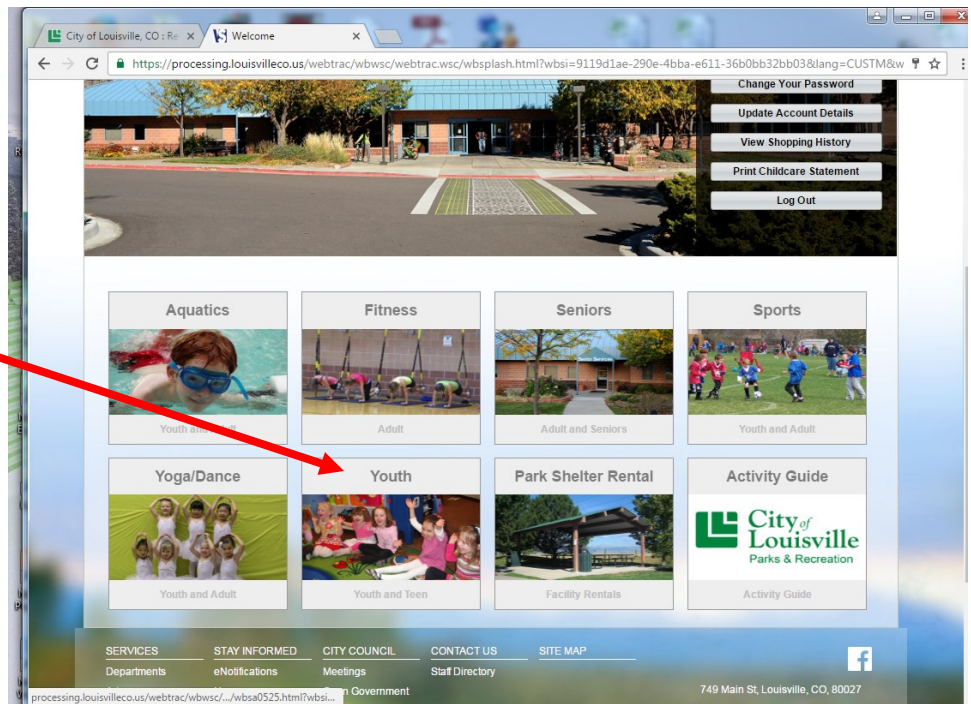 City of Louisville, CO : Re
Welcome
https://processing.louisvilleco.us/webtrac/wbwsc/webtrac.wsc/wbsplash.html?wbsi=9119d1ae-290e-4bba-e611-36b0bb32bb03&lang=CUSTM&w
Change Your Password
Update Account Details
View Shopping History
Print Childcare Statement
Log Out
Aquatics Fitness Seniors Sports
Senior Services
Youth and Adult Adult Adult and Seniors Youth and Adult
Yoga/Dance Youth Park Shelter Rental Activity Guide
City of
Louisville
Parks & Recreation
Youth and Adult Youth and Teen Facility Rentals Activity Guide
SERVICES STAY INFORMED CITY COUNCIL CONTACT US SITE MAP
Departments eNotifications Meetings Staff Directory
Government
749 Main St, Louisville, CO, 80027
processing.louisvilleco.us/webtrac/wbwsc/.../wbsa0525.html?wbsi...